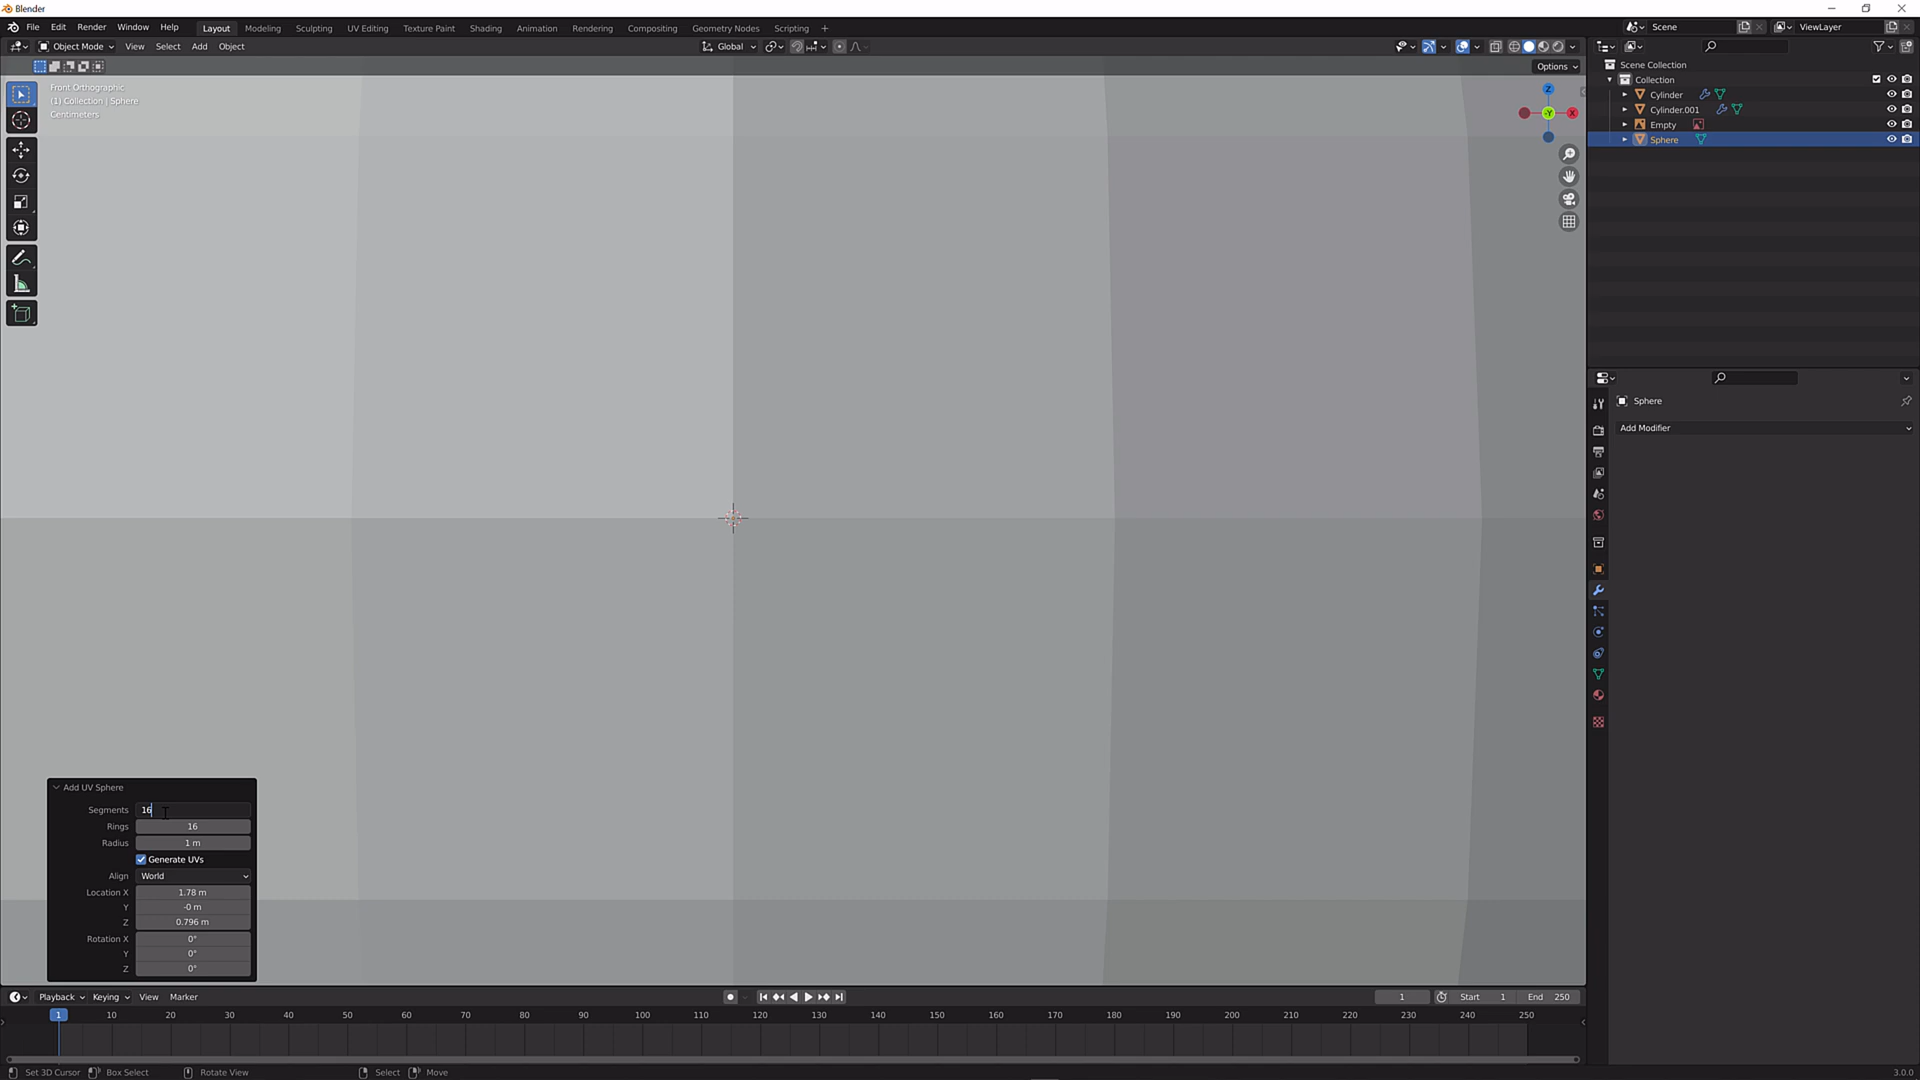 Blender
File Edit Render Window Help Layout Modeling Sculpting UV Editing Texture Paint Shading Animation Rendering Compositing Geometry Nodes Scripting + Scene ViewLayer
Object Mode View Select Add Object Global
Options
Front Orthographic
(1) Collection | Sphere
Centimeters
Z
-Y
X
Scene Collection
Collection
Cylinder
Cylinder.001
Empty
Sphere
Sphere
Add Modifier
Add UV Sphere
Segments 16
Rings 16
Radius 1 m
Generate UVs
Align World
Location X 1.78 m
Y -0 m
Z 0.796 m
Rotation X 0°
Y 0°
Z 0°
Playback Keying View Marker 1 Start 1 End 250
1 10 20 30 40 50 60 70 80 90 100 110 120 130 140 150 160 170 180 190 200 210 220 230 240 250
Set 3D Cursor Box Select Rotate View Select Move 3.0.0